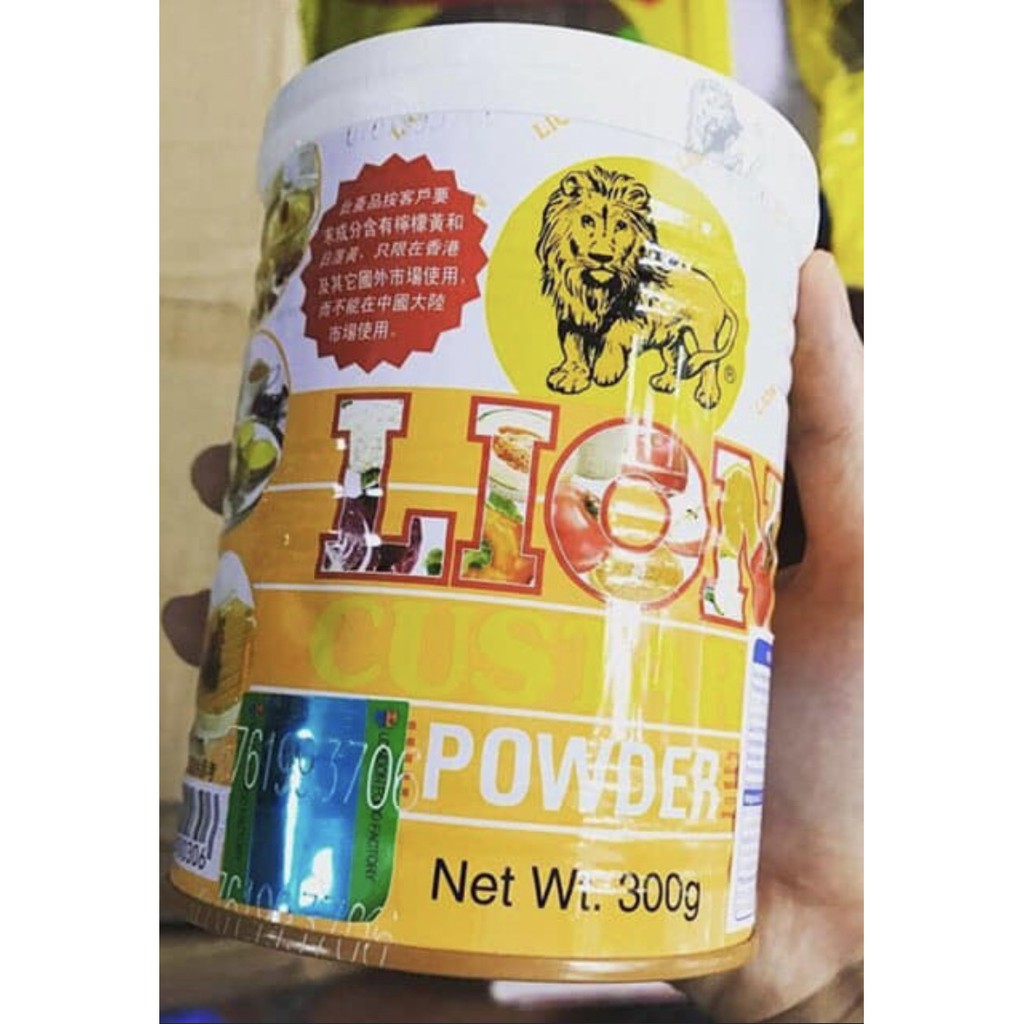 此產品按客戶要
求成分含有檸檬黃和
日落黃，只限在香港
及其它國外市場使用，
而不能在中國大陸
市場使用。
®
LION
CUSTAR
POWDER
761993706
Net Wt. 300g